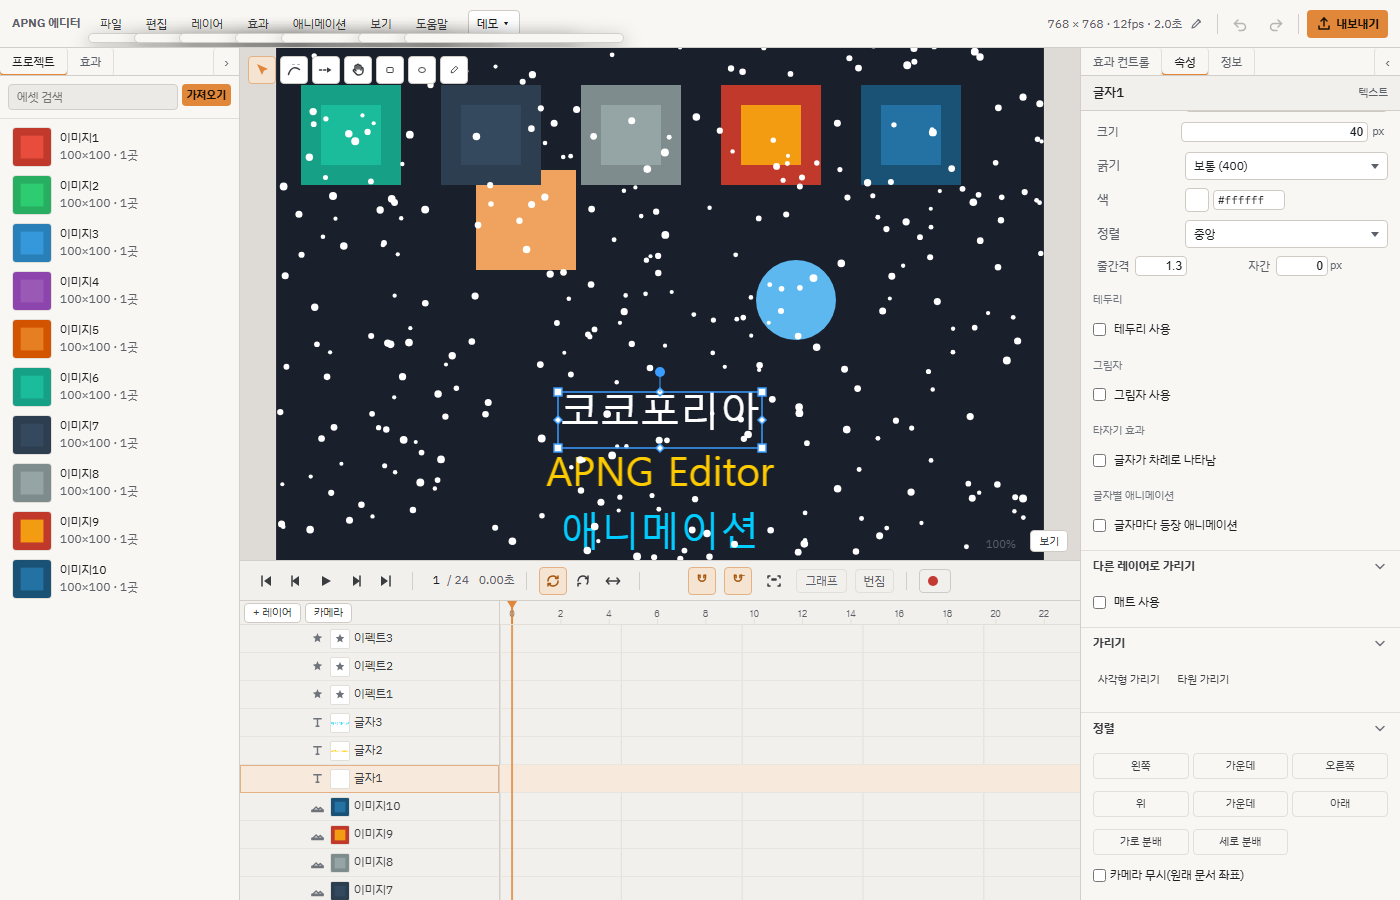 APNG 에디터 파일 편집 레이어 효과 애니메이션 보기 도움말 데모
768 × 768 · 12fps · 2.0초 내보내기
프로젝트 효과
에셋 검색 가져오기
이미지1
100×100 · 1곳
이미지2
100×100 · 1곳
이미지3
100×100 · 1곳
이미지4
100×100 · 1곳
이미지5
100×100 · 1곳
이미지6
100×100 · 1곳
이미지7
100×100 · 1곳
이미지8
100×100 · 1곳
이미지9
100×100 · 1곳
이미지10
100×100 · 1곳
코코포리아
APNG Editor
애니메이션
100% 보기
1 / 24 0.00초 그래프 번짐
+ 레이어 카메라 0 2 4 6 8 10 12 14 16 18 20 22
이펙트3
이펙트2
이펙트1
T 글자3
T 글자2
T 글자1
이미지10
이미지9
이미지8
이미지7
효과 컨트롤 속성 정보
글자1 텍스트
크기 40 px
굵기 보통 (400)
색 #ffffff
정렬 중앙
줄간격 1.3 자간 0 px
테두리
테두리 사용
그림자
그림자 사용
타자기 효과
글자가 차례로 나타남
글자별 애니메이션
글자마다 등장 애니메이션
다른 레이어로 가리기
매트 사용
가리기
사각형 가리기 타원 가리기
정렬
왼쪽 가운데 오른쪽
위 가운데 아래
가로 분배 세로 분배
카메라 무시(원래 문서 좌표)